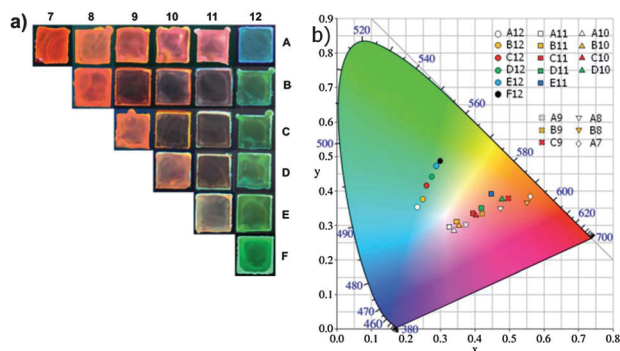 a)
7 8 9 10 11 12
A
B
C
D
E
F
b)
0.9
0.8
0.7
0.6
0.5
y
0.4
0.3
0.2
0.1
0.0
0.0 0.1 0.2 0.3 0.4 0.5 0.6 0.7 0.8
x
520
540
560
580
600
620
700
500
490
480
470
460
380
A12 A11 A10
B12 B11 B10
C12 C11 C10
D12 D11 D10
E12 E11
F12
A9 A8
B9 B8
C9 A7